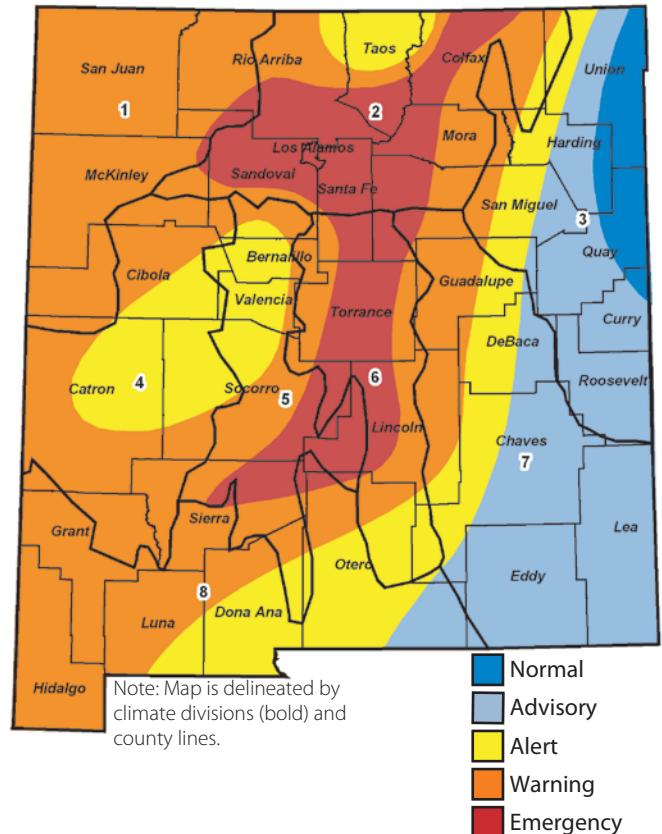 Taos
Colfax
Rio Arriba
San Juan
Union
1
2
Mora
Harding
Los Alamos
McKinley
Sandoval
Santa Fe
San Miguel
3
Bernalillo
Quay
Cibola
Guadalupe
Valencia
Torrance
Curry
DeBaca
Catron
4
Socorro
5
6
Roosevelt
Lincoln
Chaves
7
Sierra
Grant
Lea
Otero
Eddy
8
Luna
Dona Ana
Hidalgo
Note: Map is delineated by
climate divisions (bold) and
county lines.
Normal
Advisory
Alert
Warning
Emergency